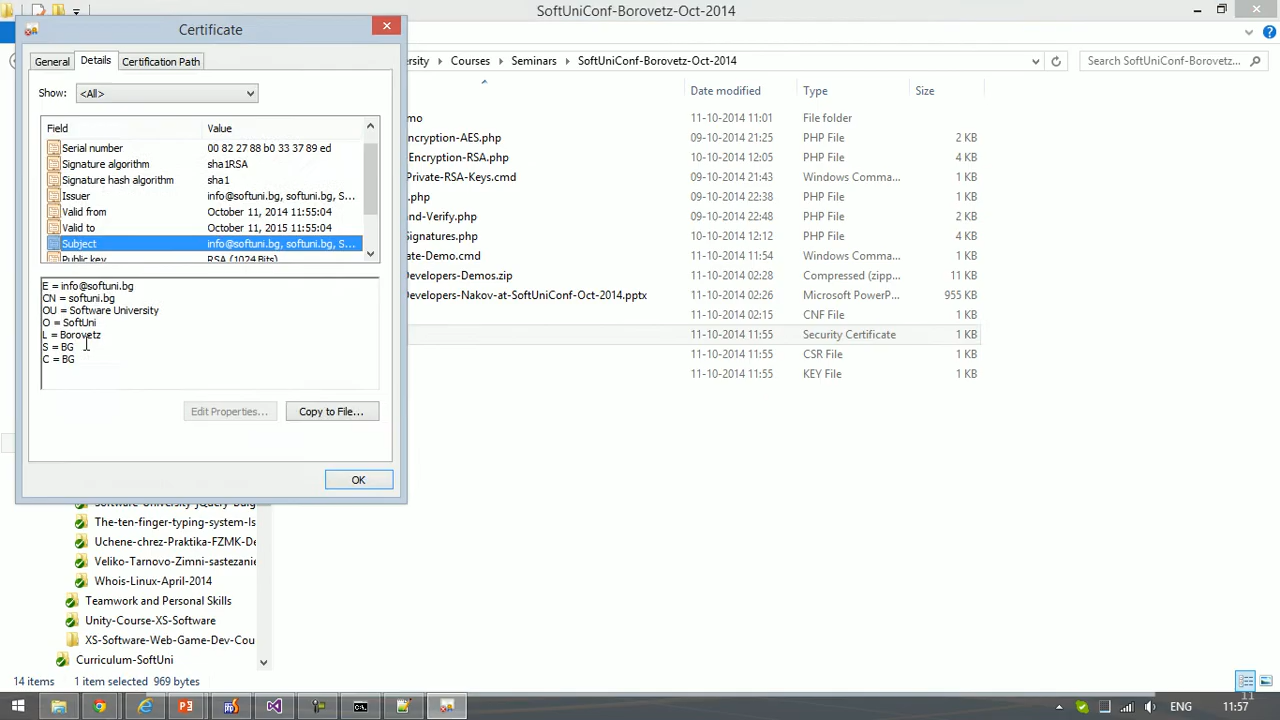 SoftUniConf-Borovetz-Oct-2014
Certificate
General
Details
Certification Path
Show:
<All>
Field
Value
Serial number
00 82 27 88 b0 33 37 89 ed
Signature algorithm
sha1RSA
Signature hash algorithm
sha1
Issuer
info@softuni.bg, softuni.bg, S...
Valid from
October 11, 2014 11:55:04
Valid to
October 11, 2015 11:55:04
Subject
info@softuni.bg, softuni.bg, S...
Public key
RSA (1024 Bits)
E = info@softuni.bg
CN = softuni.bg
OU = Software University
O = SoftUni
L = Borovetz
S = BG
C = BG
Edit Properties...
Copy to File...
OK
ersity
Courses
Seminars
SoftUniConf-Borovetz-Oct-2014
Search SoftUniConf-Borovetz...
Date modified
Type
Size
mo
11-10-2014 11:01
File folder
ncryption-AES.php
09-10-2014 21:25
PHP File
2 KB
Encryption-RSA.php
10-10-2014 12:05
PHP File
4 KB
Private-RSA-Keys.cmd
09-10-2014 21:43
Windows Comma...
1 KB
.php
09-10-2014 22:38
PHP File
1 KB
and-Verify.php
09-10-2014 22:48
PHP File
2 KB
Signatures.php
10-10-2014 12:12
PHP File
4 KB
ate-Demo.cmd
11-10-2014 11:54
Windows Comma...
1 KB
Developers-Demos.zip
11-10-2014 02:28
Compressed (zipp...
11 KB
Developers-Nakov-at-SoftUniConf-Oct-2014.pptx
11-10-2014 02:26
Microsoft PowerP...
955 KB
11-10-2014 02:15
CNF File
1 KB
11-10-2014 11:55
Security Certificate
1 KB
11-10-2014 11:55
CSR File
1 KB
11-10-2014 11:55
KEY File
1 KB
The-ten-finger-typing-system-Is
Uchene-chrez-Praktika-FZMK-De
Veliko-Tarnovo-Zimni-sastezanie
Whois-Linux-April-2014
Teamwork and Personal Skills
Unity-Course-XS-Software
XS-Software-Web-Game-Dev-Cou
Curriculum-SoftUni
14 items
1 item selected 969 bytes
11
ENG
11:57